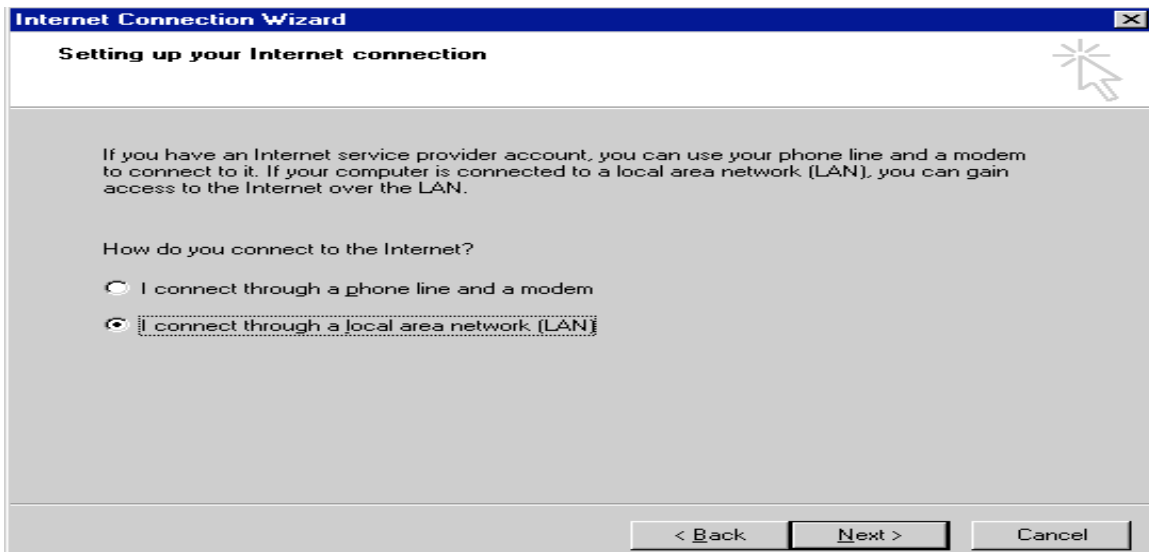 Internet Connection Wizard
Setting up your Internet connection
If you have an Internet service provider account, you can use your phone line and a modem
to connect to it. If your computer is connected to a local area network (LAN), you can gain
access to the Internet over the LAN.
How do you connect to the Internet?
I connect through a phone line and a modem
I connect through a local area network (LAN)
< Back Next > Cancel